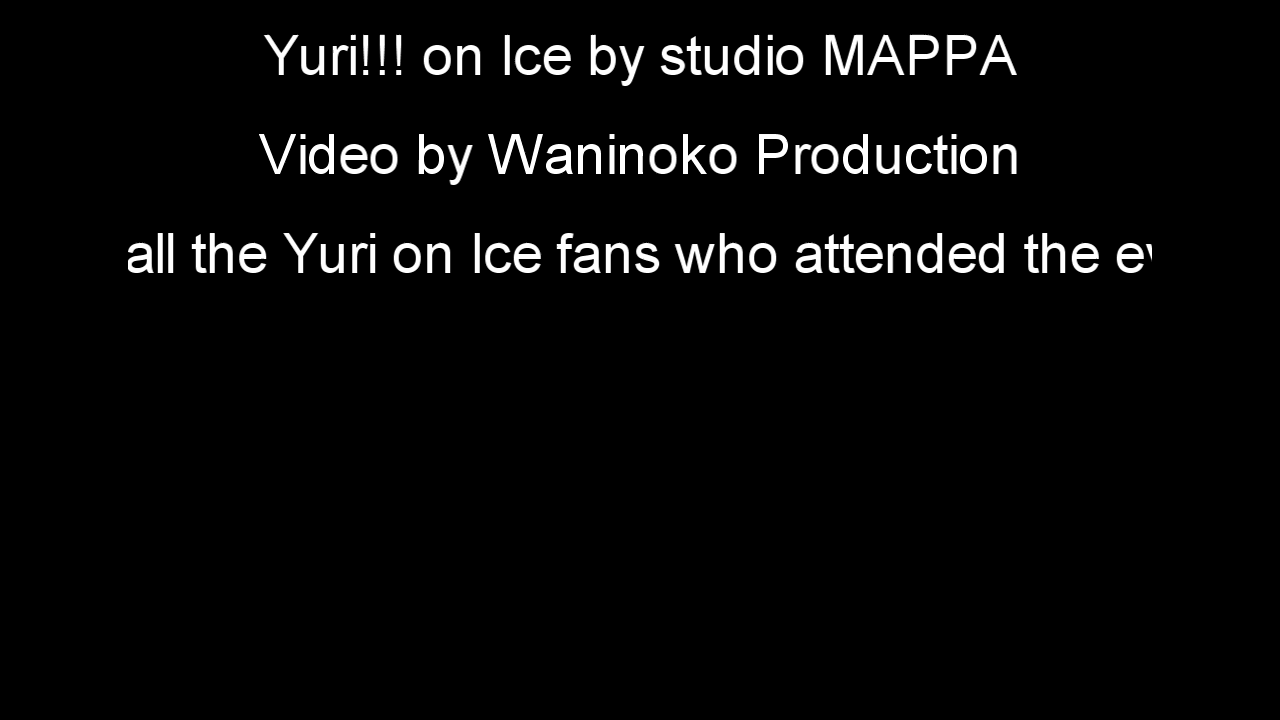 Yuri!!! on Ice by studio MAPPA
Video by Waninoko Production
all the Yuri on Ice fans who attended the